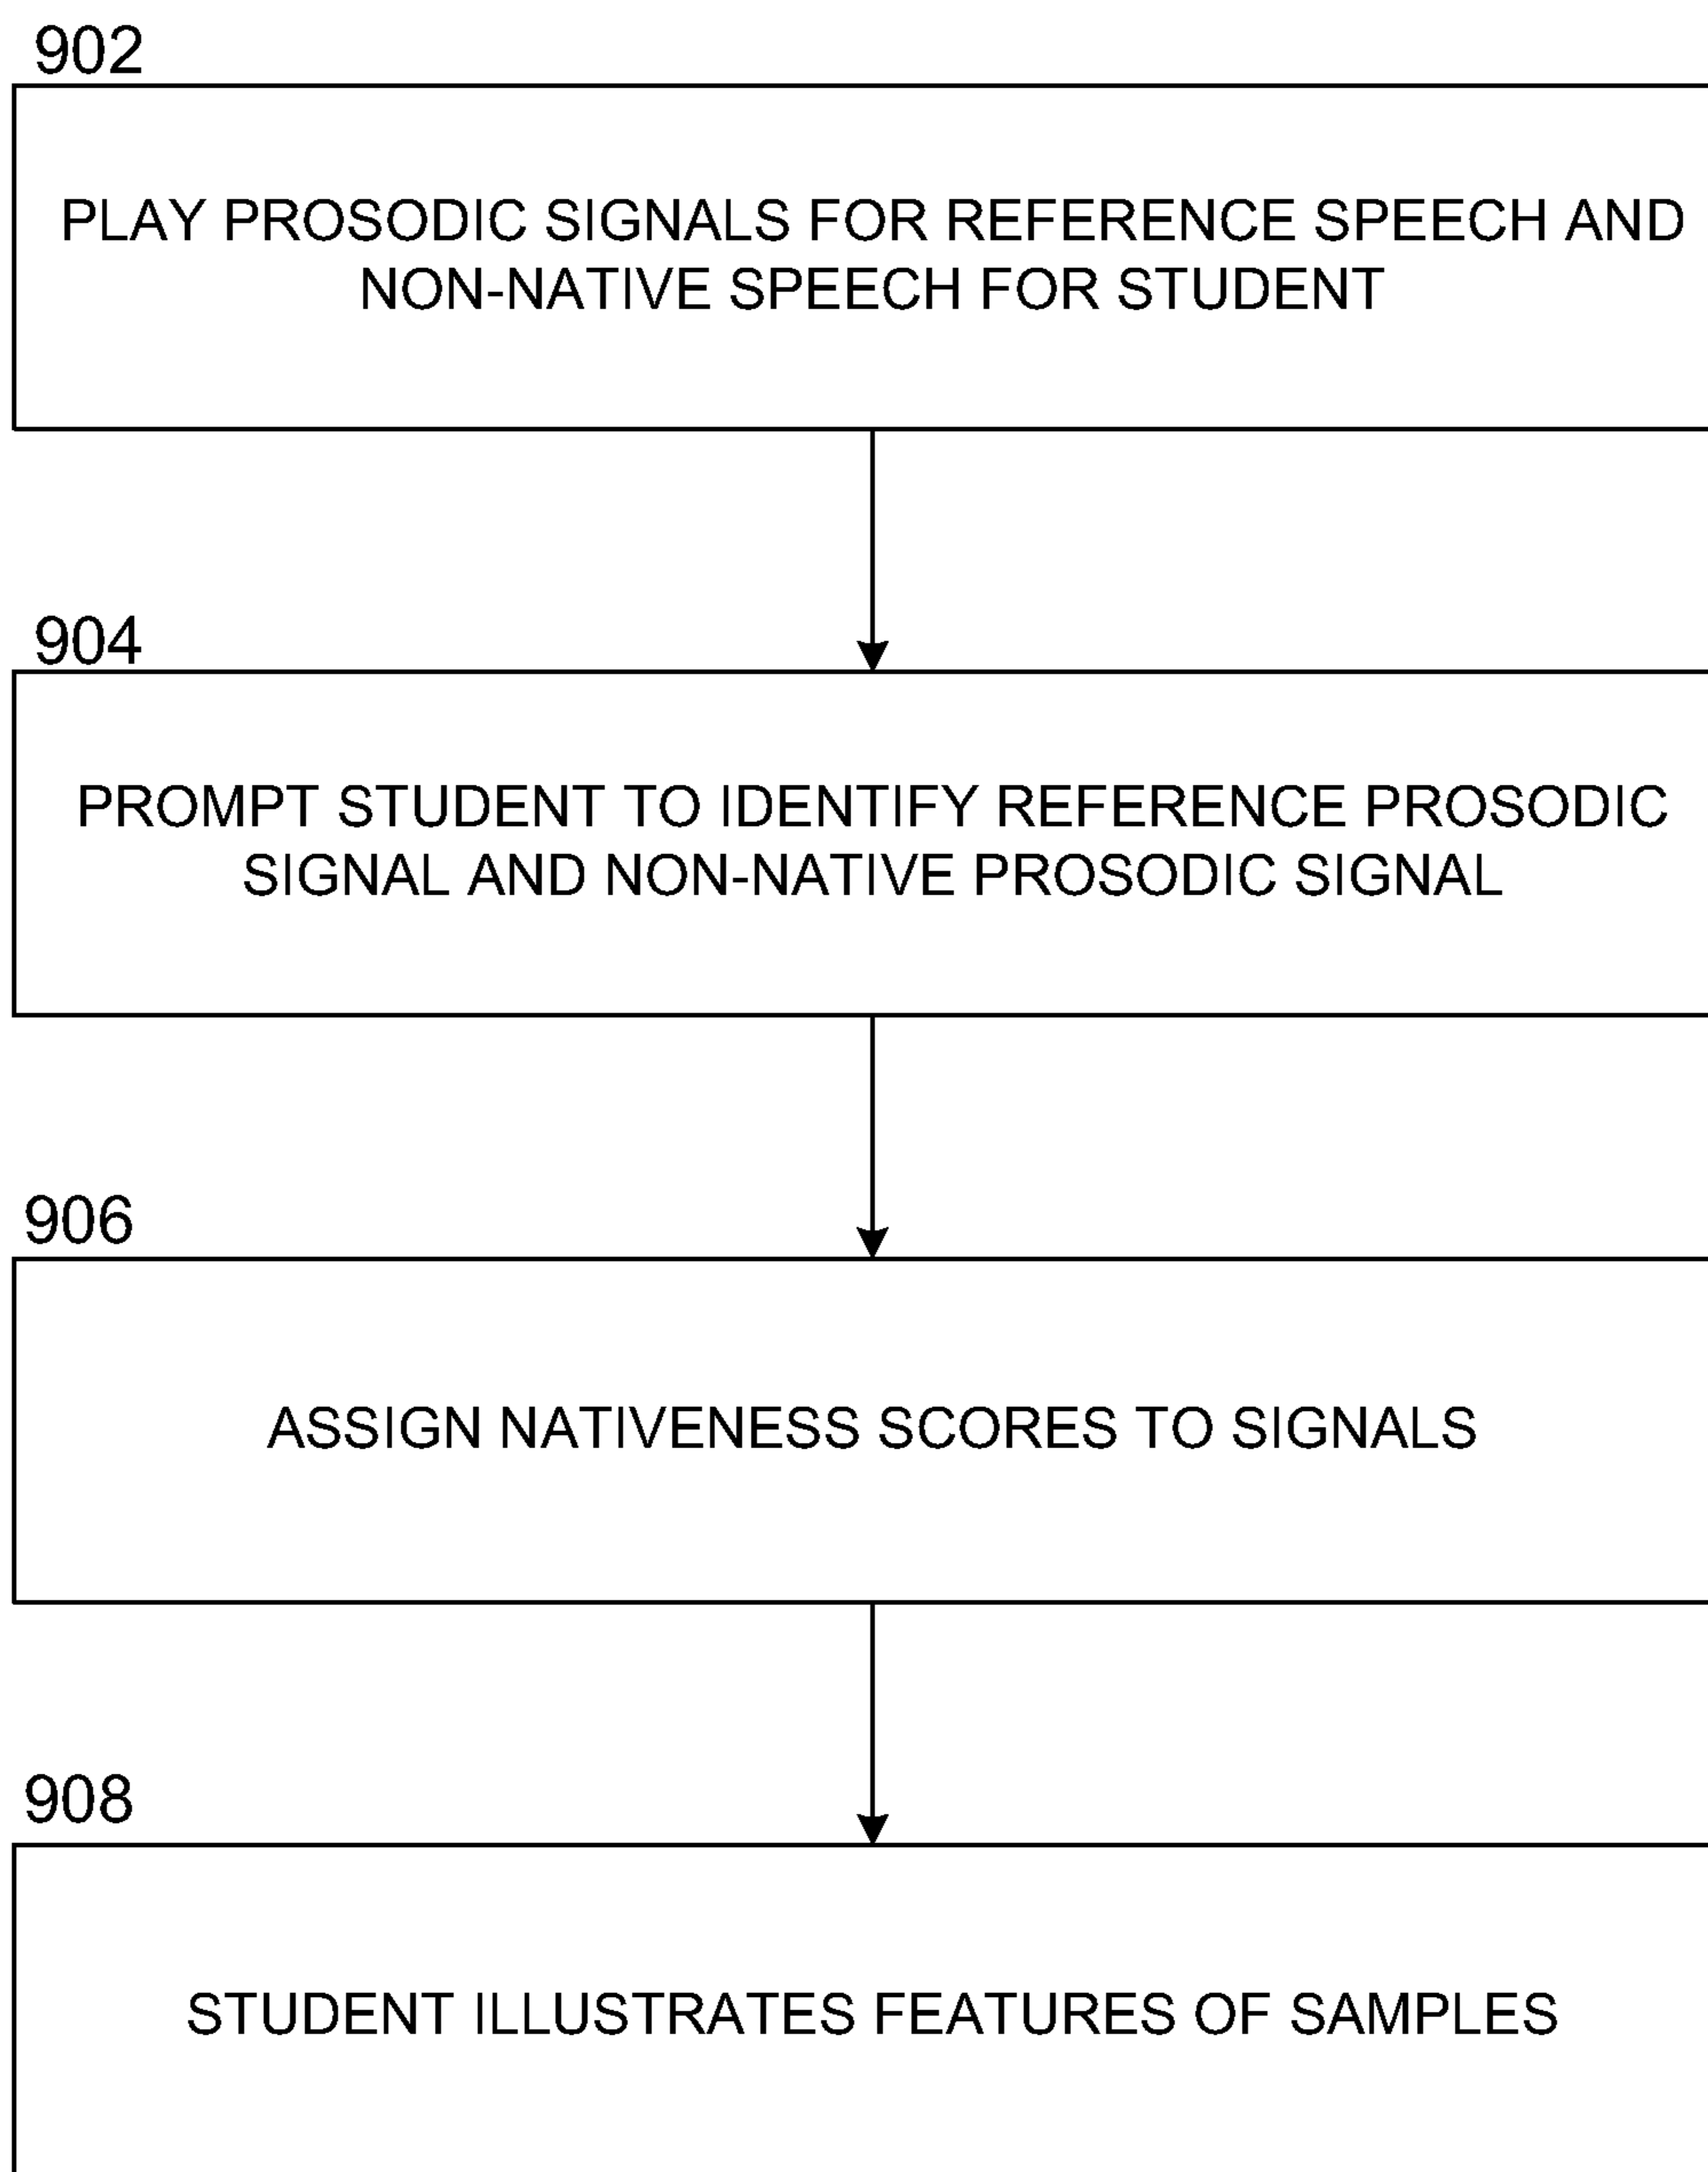 902
PLAY PROSODIC SIGNALS FOR REFERENCE SPEECH AND
NON-NATIVE SPEECH FOR STUDENT
904
PROMPT STUDENT TO IDENTIFY REFERENCE PROSODIC
SIGNAL AND NON-NATIVE PROSODIC SIGNAL
906
ASSIGN NATIVENESS SCORES TO SIGNALS
908
STUDENT ILLUSTRATES FEATURES OF SAMPLES